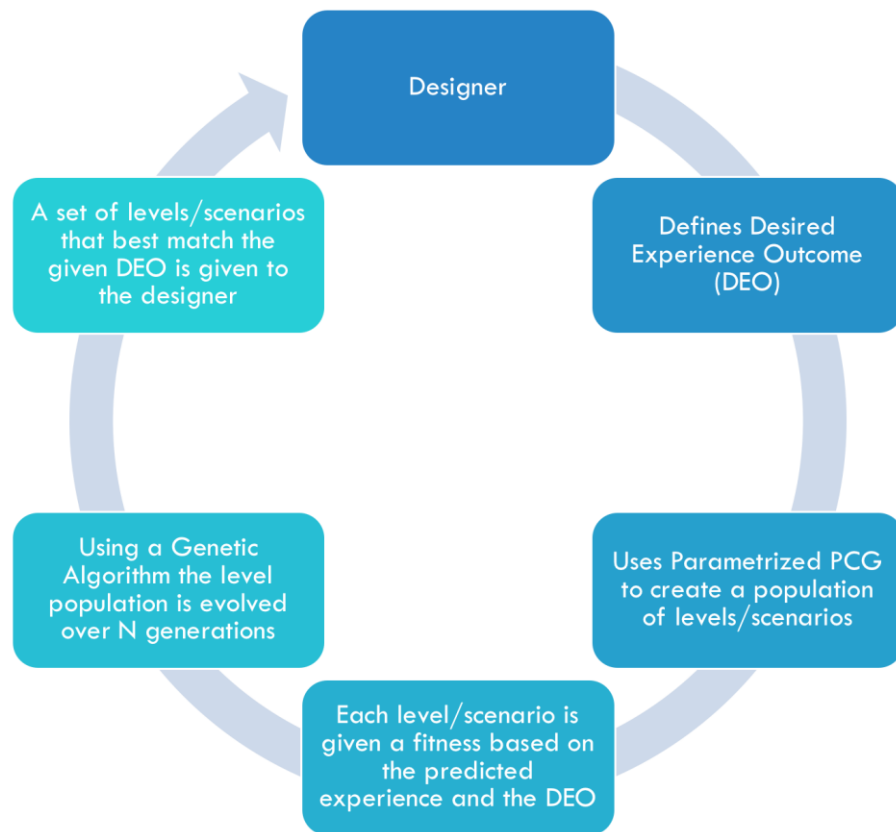 Designer
Defines Desired
Experience Outcome
(DEO)
Uses Parametrized PCG
to create a population
of levels/scenarios
Each level/scenario is
given a fitness based on
the predicted
experience and the DEO
Using a Genetic
Algorithm the level
population is evolved
over N generations
A set of levels/scenarios
that best match the
given DEO is given to
the designer